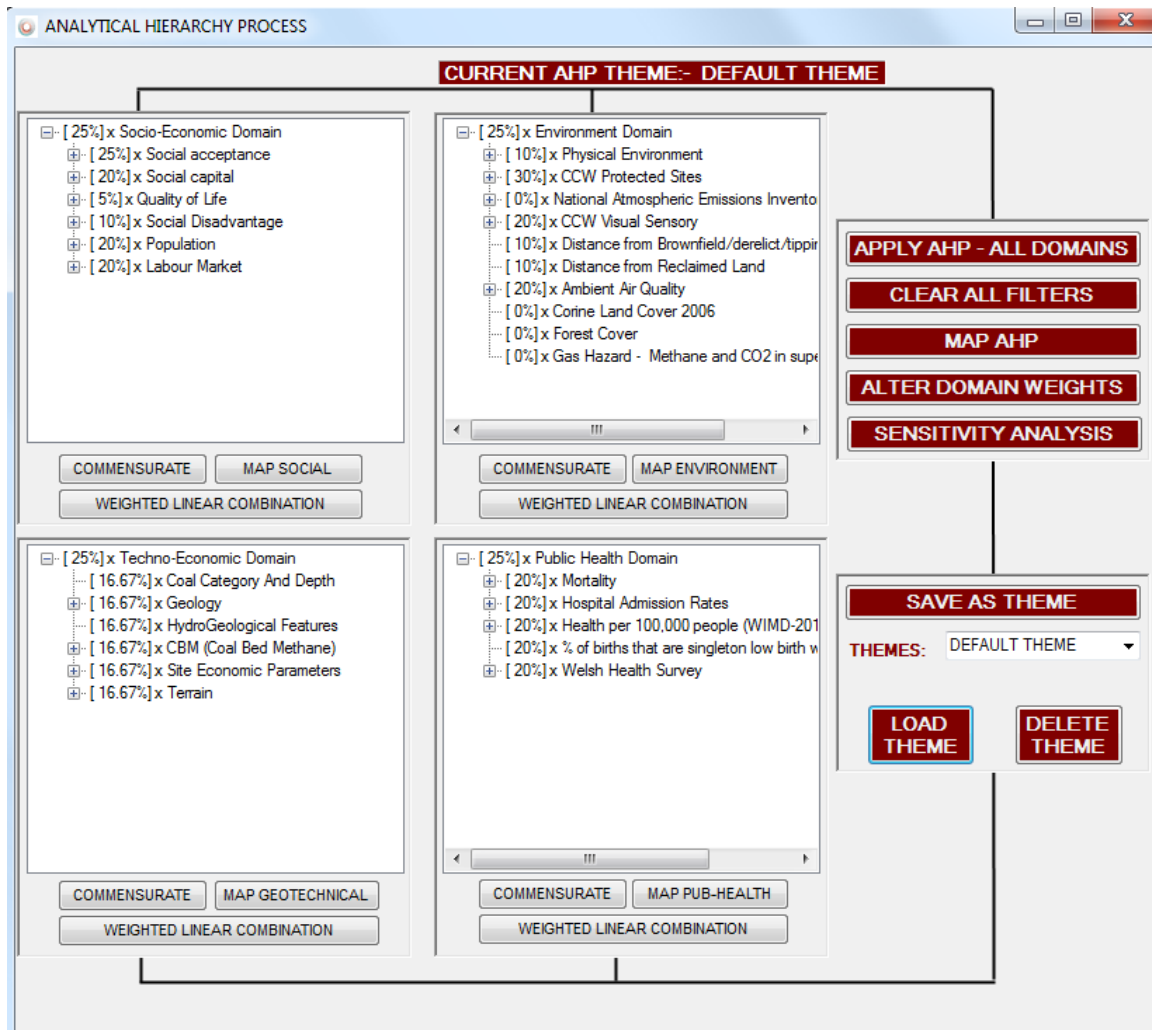 ANALYTICAL HIERARCHY PROCESS
CURRENT AHP THEME:- DEFAULT THEME
[ 25%] x Socio-Economic Domain
[ 25%] x Social acceptance
[ 20%] x Social capital
[ 5%] x Quality of Life
[ 10%] x Social Disadvantage
[ 20%] x Population
[ 20%] x Labour Market
COMMENSURATE
MAP SOCIAL
WEIGHTED LINEAR COMBINATION
[ 25%] x Environment Domain
[ 10%] x Physical Environment
[ 30%] x CCW Protected Sites
[ 0%] x National Atmospheric Emissions Invento
[ 20%] x CCW Visual Sensory
[ 10%] x Distance from Brownfield/derelict/tippin
[ 10%] x Distance from Reclaimed Land
[ 20%] x Ambient Air Quality
[ 0%] x Corine Land Cover 2006
[ 0%] x Forest Cover
[ 0%] x Gas Hazard - Methane and CO2 in supe
COMMENSURATE
MAP ENVIRONMENT
WEIGHTED LINEAR COMBINATION
APPLY AHP - ALL DOMAINS
CLEAR ALL FILTERS
MAP AHP
ALTER DOMAIN WEIGHTS
SENSITIVITY ANALYSIS
[ 25%] x Techno-Economic Domain
[ 16.67%] x Coal Category And Depth
[ 16.67%] x Geology
[ 16.67%] x HydroGeological Features
[ 16.67%] x CBM (Coal Bed Methane)
[ 16.67%] x Site Economic Parameters
[ 16.67%] x Terrain
COMMENSURATE
MAP GEOTECHNICAL
WEIGHTED LINEAR COMBINATION
[ 25%] x Public Health Domain
[ 20%] x Mortality
[ 20%] x Hospital Admission Rates
[ 20%] x Health per 100,000 people (WIMD-201
[ 20%] x % of births that are singleton low birth w
[ 20%] x Welsh Health Survey
COMMENSURATE
MAP PUB-HEALTH
WEIGHTED LINEAR COMBINATION
SAVE AS THEME
THEMES:
DEFAULT THEME
LOAD
THEME
DELETE
THEME